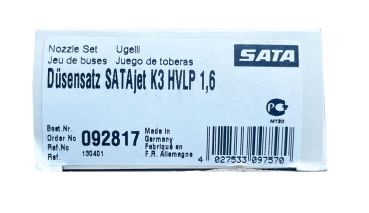 Nozzle Set Ugelli
Jeu de buses Juego de toberas
Düsensatz SATAjet K3 HVLP 1,6
SATA
Best.Nr.
Order No
Ref.No
Ref.
092817
130401
Made in
Germany
Fabriqué en
F.R. Allemagne
4 027533 097570